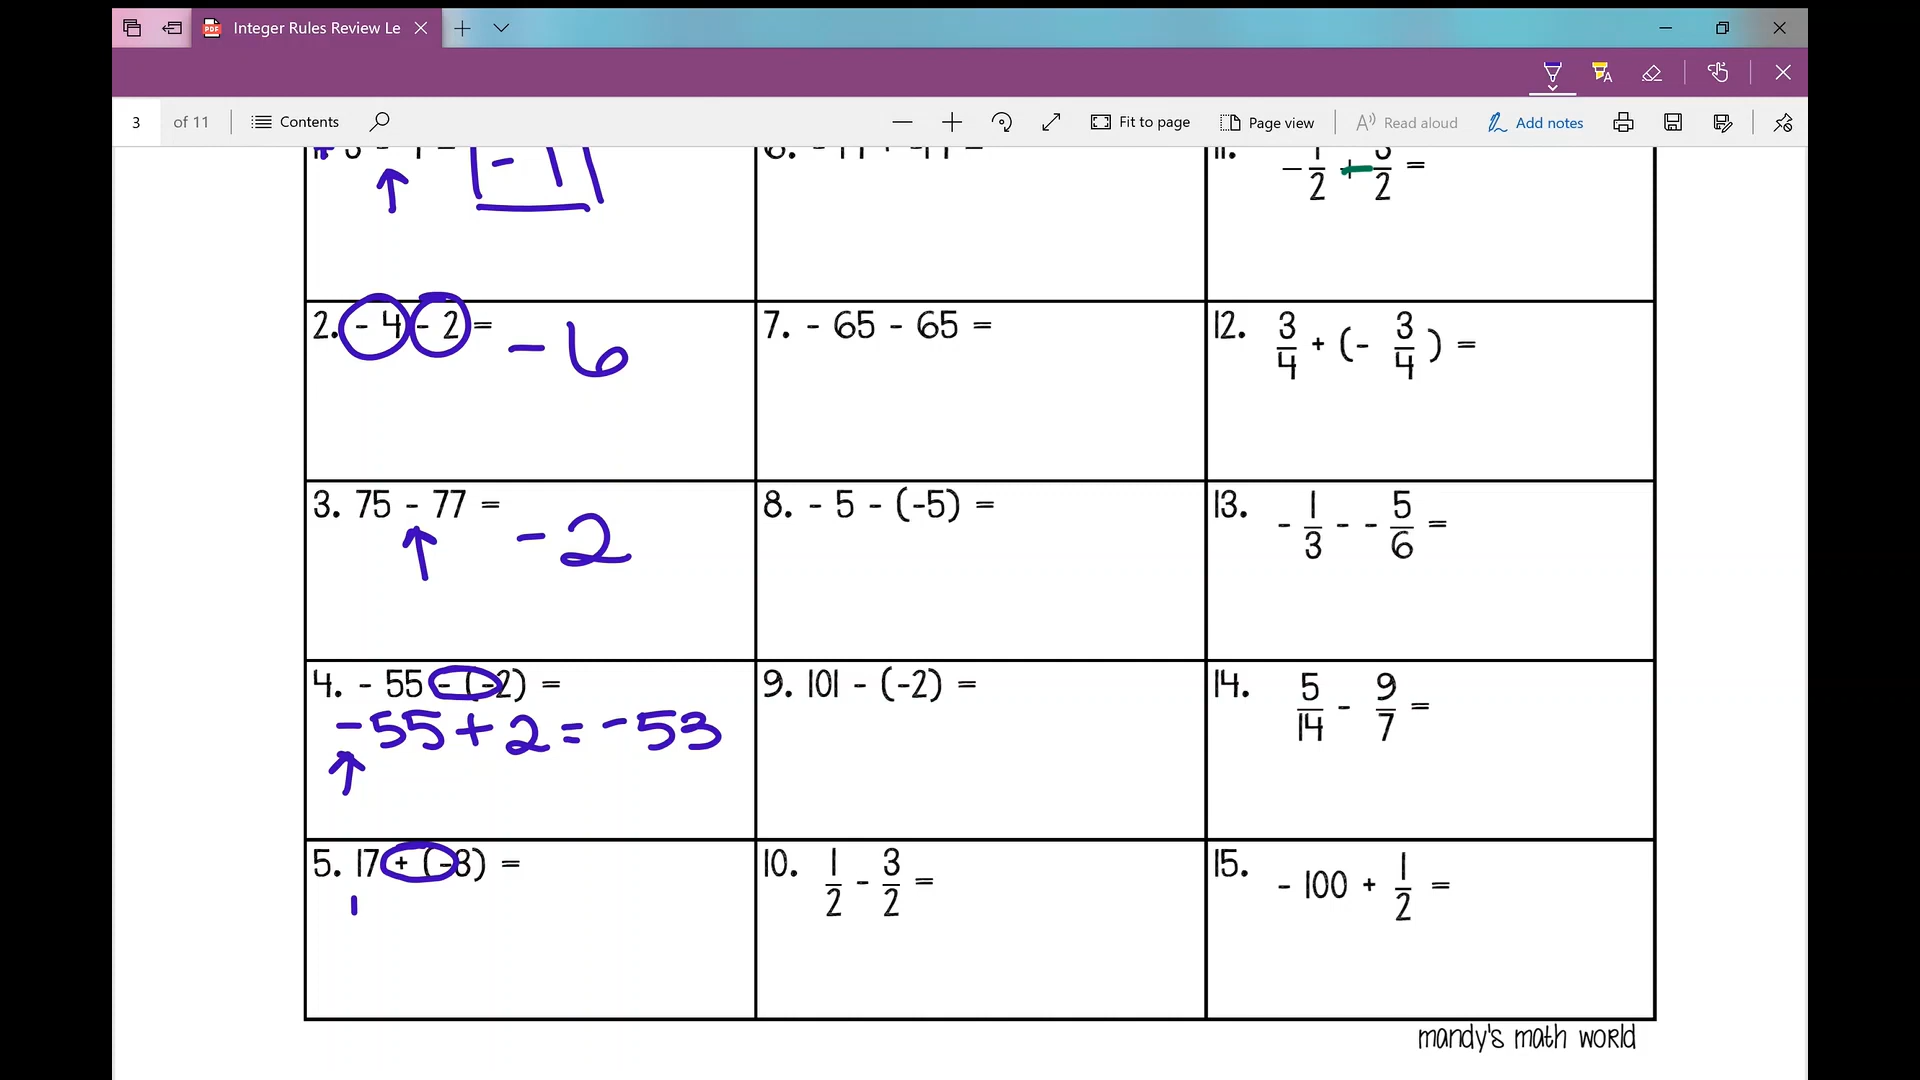 Integer Rules Review Le
3 of 11 Contents Fit to page Page view Read aloud Add notes
2. - 4 - 2 = - 6
7. - 65 - 65 =
12. 3/4 + (- 3/4) =
3. 75 - 77 = - 2
8. - 5 - (-5) =
13. - 1/3 - - 5/6 =
4. - 55 - (-2) =
-55 + 2 = -53
9. 101 - (-2) =
14. 5/14 - 9/7 =
5. 17 + (-8) =
10. 1/2 - 3/2 =
15. - 100 + 1/2 =
mandy's math world